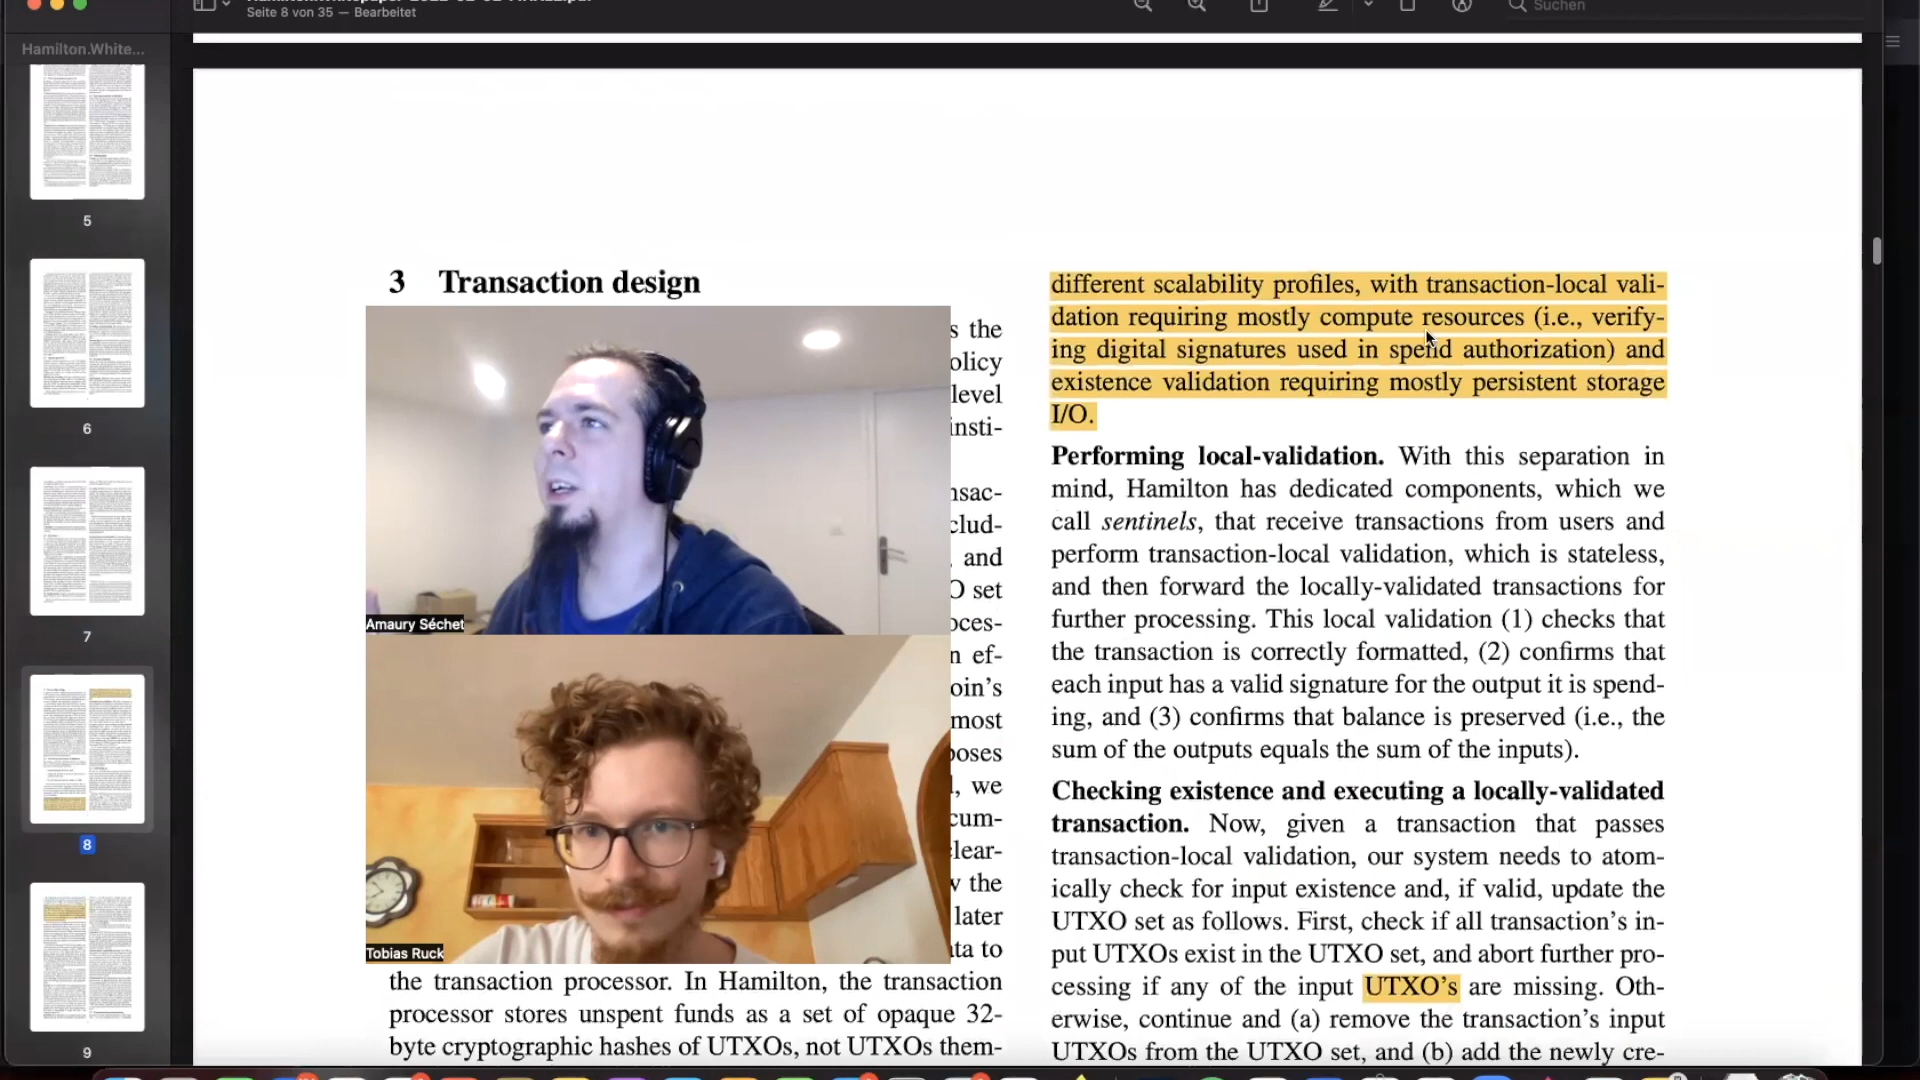 Seite 8 von 35 — Bearbeitet
Suchen
Hamilton.White...
5
6
7
8
9
3 Transaction design
s the
olicy
level
insti-
nsac-
clud-
and
O set
oces-
n ef-
oin's
most
poses
, we
cum-
lear-
v the
later
ta to
the transaction processor. In Hamilton, the transaction
processor stores unspent funds as a set of opaque 32-
byte cryptographic hashes of UTXOs, not UTXOs them-
Amaury Séchet
Tobias Ruck
different scalability profiles, with transaction-local vali-
dation requiring mostly compute resources (i.e., verify-
ing digital signatures used in spend authorization) and
existence validation requiring mostly persistent storage
I/O.
Performing local-validation. With this separation in
mind, Hamilton has dedicated components, which we
call sentinels, that receive transactions from users and
perform transaction-local validation, which is stateless,
and then forward the locally-validated transactions for
further processing. This local validation (1) checks that
the transaction is correctly formatted, (2) confirms that
each input has a valid signature for the output it is spend-
ing, and (3) confirms that balance is preserved (i.e., the
sum of the outputs equals the sum of the inputs).
Checking existence and executing a locally-validated
transaction. Now, given a transaction that passes
transaction-local validation, our system needs to atom-
ically check for input existence and, if valid, update the
UTXO set as follows. First, check if all transaction's in-
put UTXOs exist in the UTXO set, and abort further pro-
cessing if any of the input UTXO's are missing. Oth-
erwise, continue and (a) remove the transaction's input
UTXOs from the UTXO set, and (b) add the newly cre-